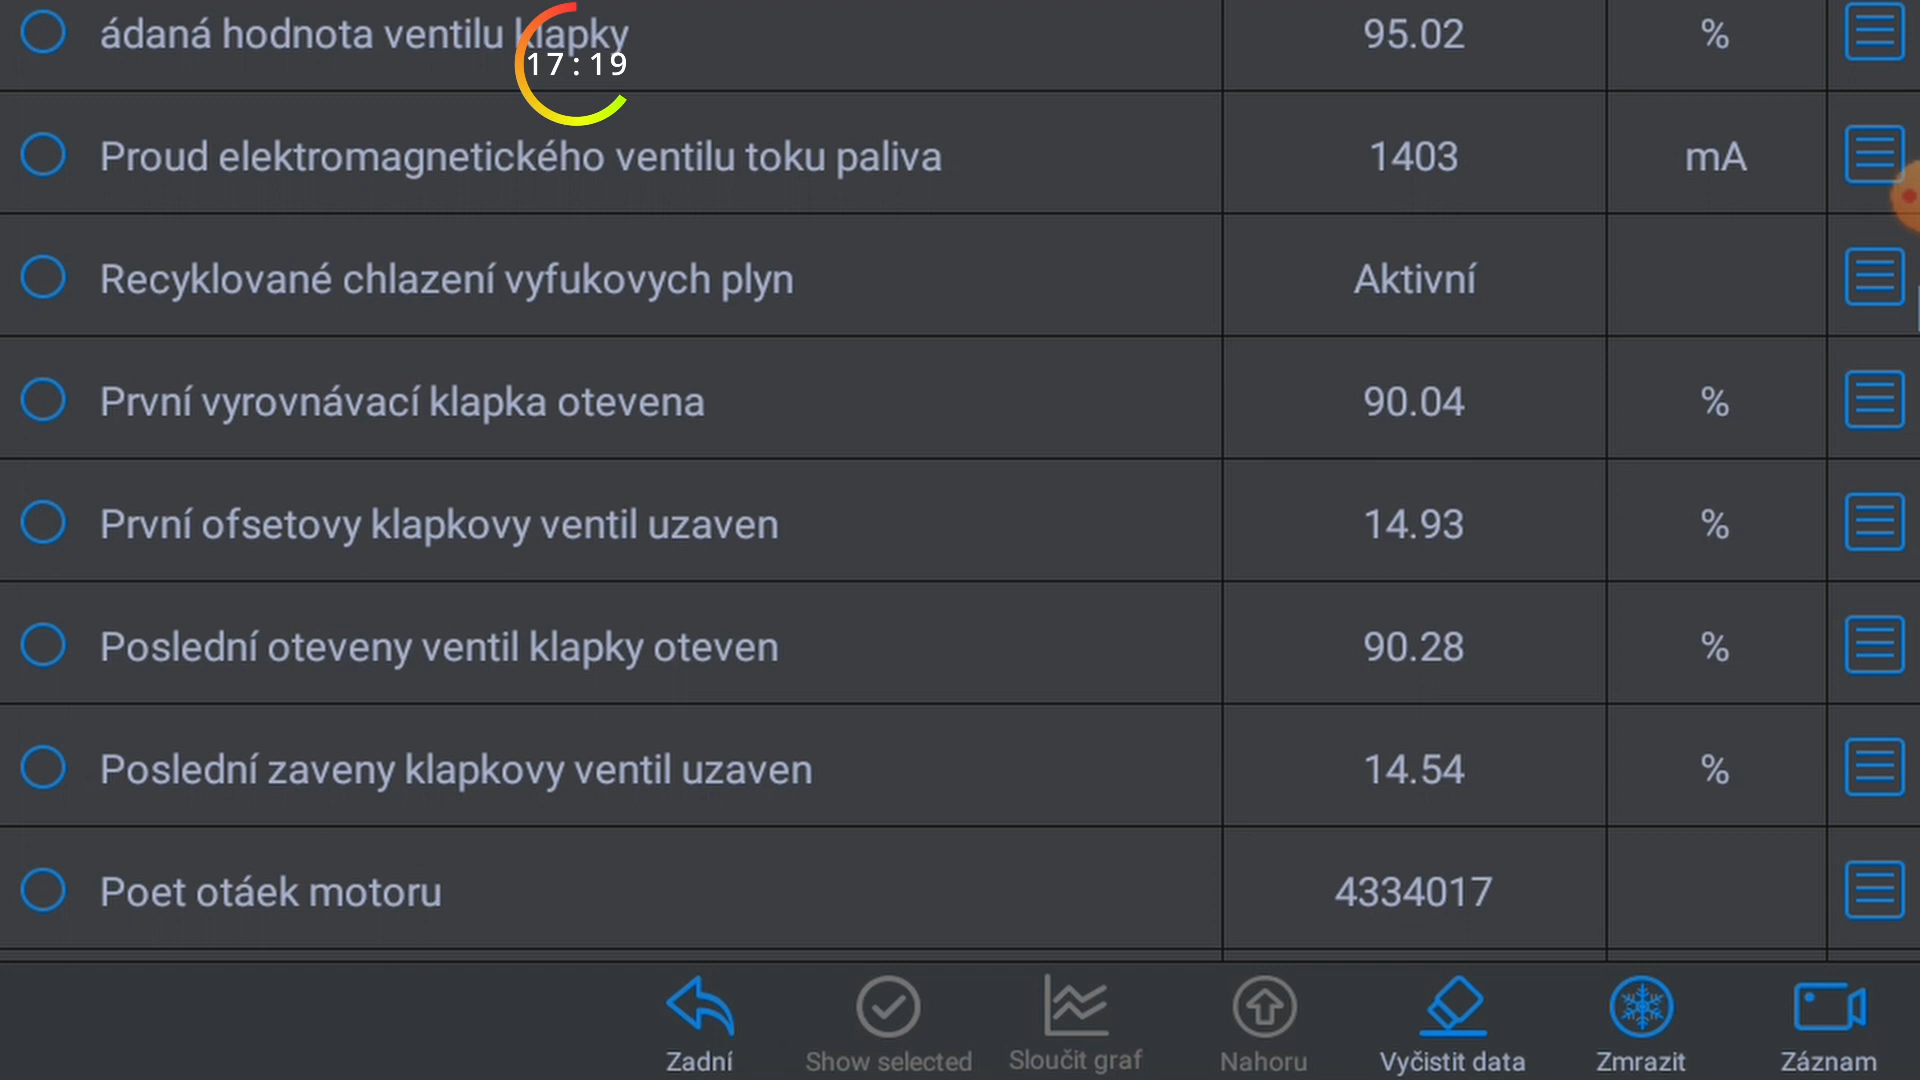 ádaná hodnota ventilu klapky 95.02 %
17:19
Proud elektromagnetického ventilu toku paliva 1403 mA
Recyklované chlazení vyfukovych plyn Aktivní
První vyrovnávací klapka otevena 90.04 %
První ofsetovy klapkovy ventil uzaven 14.93 %
Poslední oteveny ventil klapky oteven 90.28 %
Poslední zaveny klapkovy ventil uzaven 14.54 %
Poet otáek motoru 4334017
Zadní Show selected Sloučit graf Nahoru Vyčistit data Zmrazit Záznam